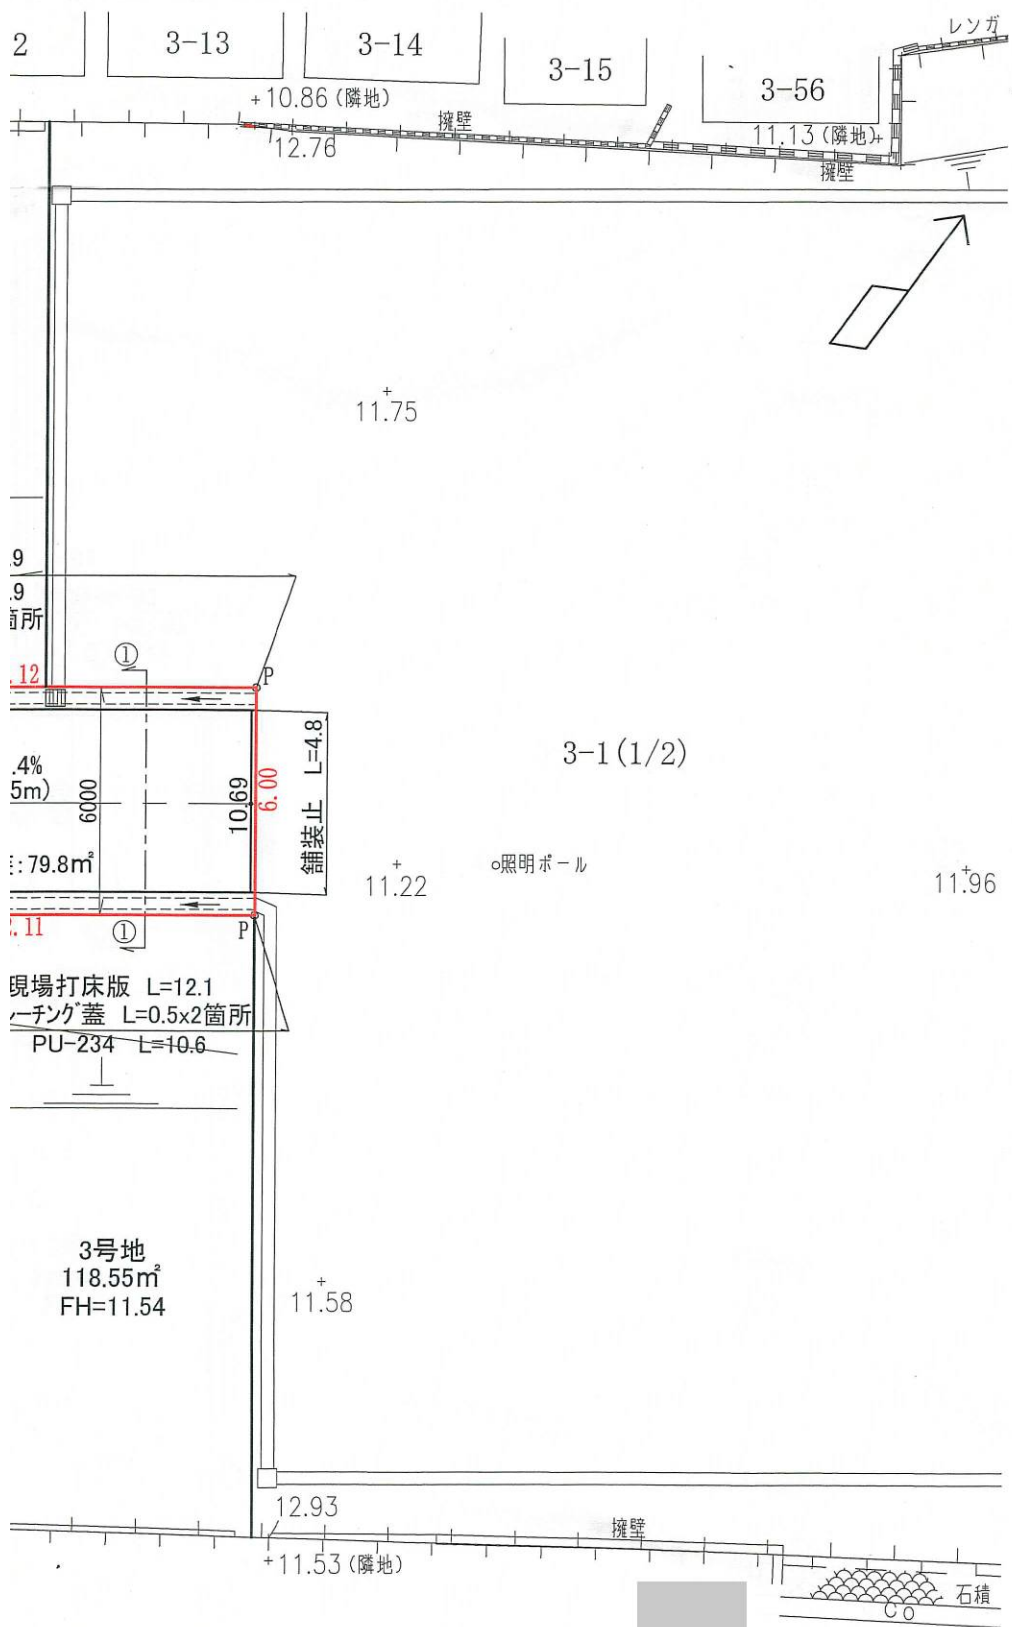 レンガ
2
3-13
3-14
3-15
3-56
+10.86 (隣地)
擁壁
12.76
11.13 (隣地)+
擁壁
11.75
.9
.9
箇所
①
.12
P
3-1(1/2)
.4%
5m)
6000
10.69
6.00
舗装止 L=4.8
: 79.8㎡
11.22
照明ポール
11.96
.11
①
P
現場打床版 L=12.1
レーチング蓋 L=0.5x2箇所
PU-234 L=10.6
3号地
118.55㎡
FH=11.54
11.58
12.93
擁壁
+11.53 (隣地)
石積
Co